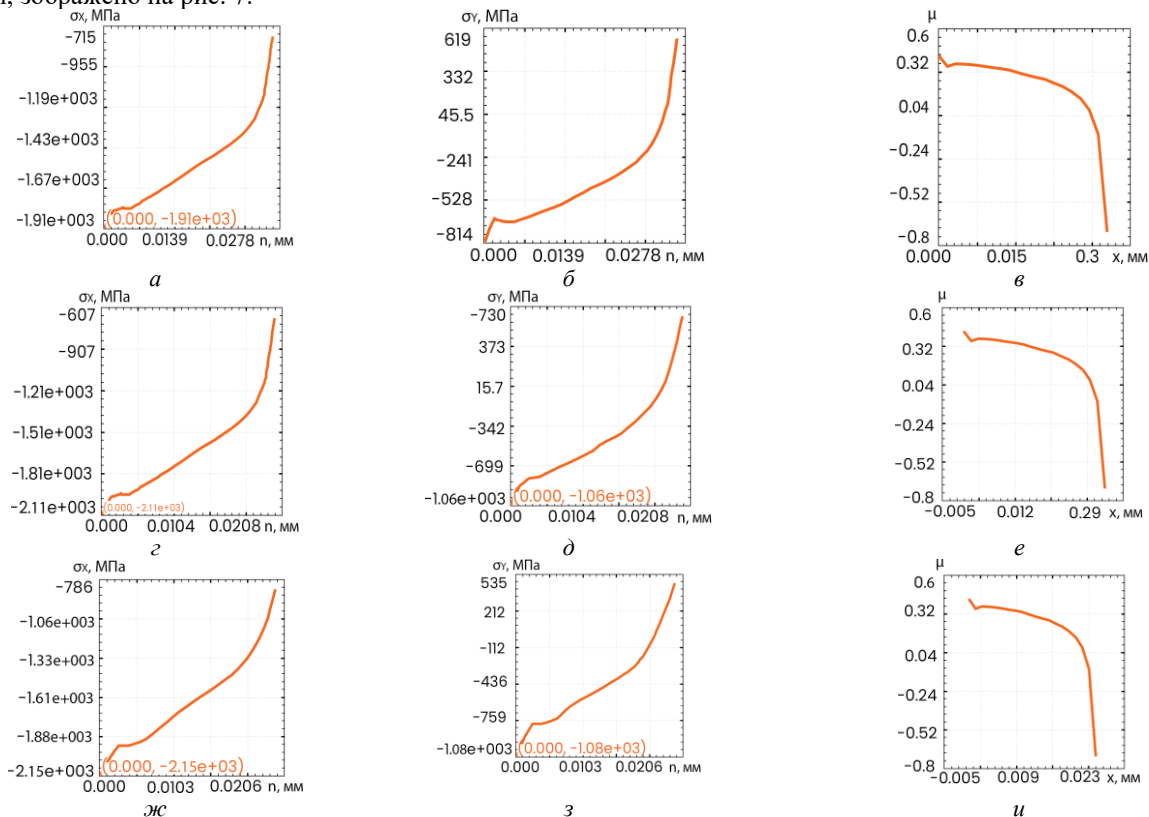 зображено на рис. 7.
σX, МПа
-715
-955
-1.19e+003
-1.43e+003
-1.67e+003
-1.91e+003
(0.000, -1.91e+03)
0.000 0.0139 0.0278 n, мм
а
σY, МПа
619
332
45.5
-241
-528
-814
0.000 0.0139 0.0278 n, мм
б
μ
0.6
0.32
0.04
-0.24
-0.52
-0.8
0.000 0.015 0.3 x, мм
в
σX, МПа
-607
-907
-1.21e+003
-1.51e+003
-1.81e+003
-2.11e+003
(0.000, -2.11e+03)
0.000 0.0104 0.0208 n, мм
г
σY, МПа
-730
373
15.7
-342
-699
-1.06e+003
(0.000, -1.06e+03)
0.000 0.0104 0.0208 n, мм
д
μ
0.6
0.32
0.04
-0.24
-0.52
-0.8
-0.005 0.012 0.29 x, мм
е
σX, МПа
-786
-1.06e+003
-1.33e+003
-1.61e+003
-1.88e+003
-2.15e+003
(0.000, -2.15e+03)
0.000 0.0103 0.0206 n, мм
ж
σY, МПа
535
212
-112
-436
-759
-1.08e+003
(0.000, -1.08e+03)
0.000 0.0103 0.0206 n, мм
з
μ
0.6
0.32
0.04
-0.24
-0.52
-0.8
-0.005 0.009 0.023 x, мм
и